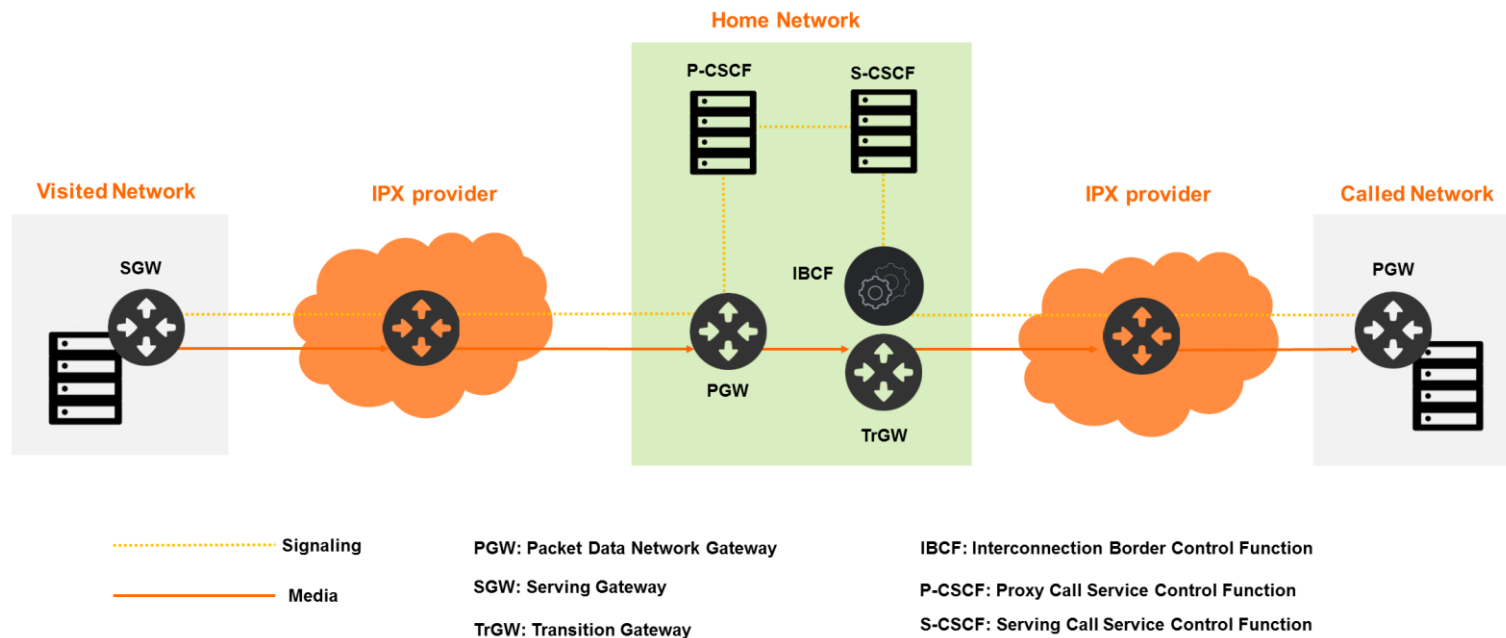 Home Network
P-CSCF
S-CSCF
Visited Network
IPX provider
IPX provider
Called Network
SGW
IBCF
PGW
PGW
TrGW
Signaling
PGW: Packet Data Network Gateway
IBCF: Interconnection Border Control Function
Media
SGW: Serving Gateway
P-CSCF: Proxy Call Service Control Function
TrGW: Transition Gateway
S-CSCF: Serving Call Service Control Function